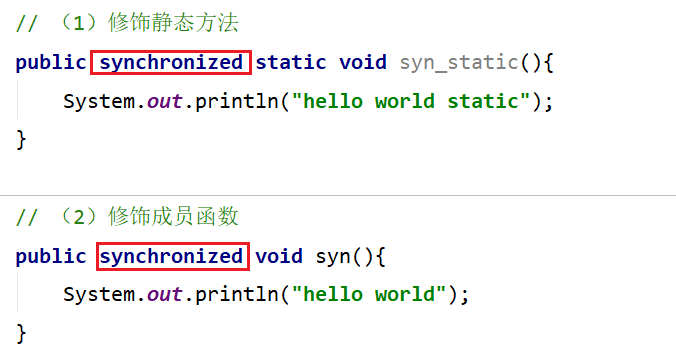 // （1）修饰静态方法
public synchronized static void syn_static(){
    System.out.println("hello world static");
}
// （2）修饰成员函数
public synchronized void syn(){
    System.out.println("hello world");
}